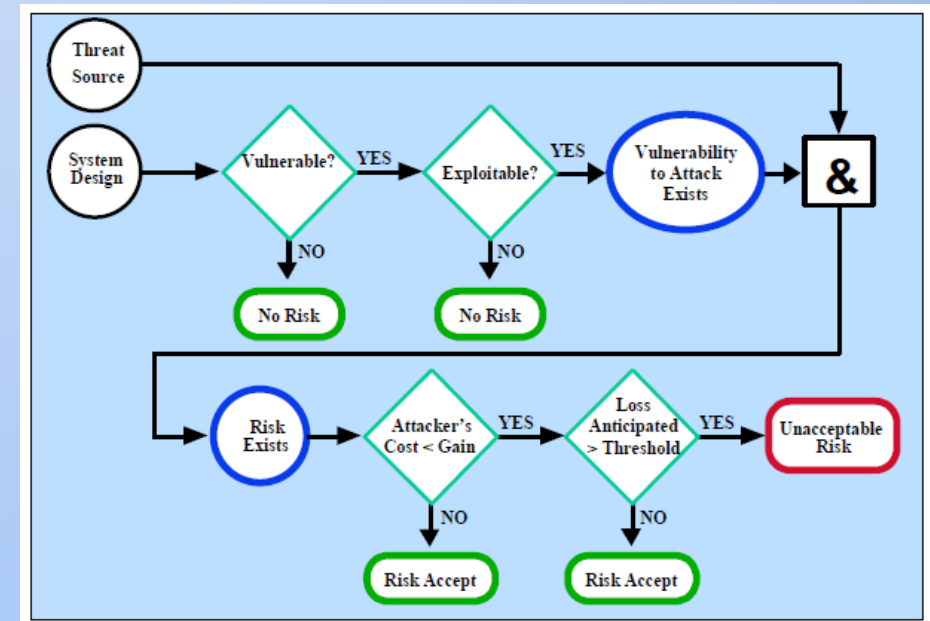 Threat
Source
System
Design
Vulnerable?
YES
Exploitable?
YES
Vulnerability
to Attack
Exists
&
NO
NO
No Risk
No Risk
Risk
Exists
Attacker's
Cost < Gain
YES
Loss
Anticipated
> Threshold
YES
Unacceptable
Risk
NO
NO
Risk Accept
Risk Accept